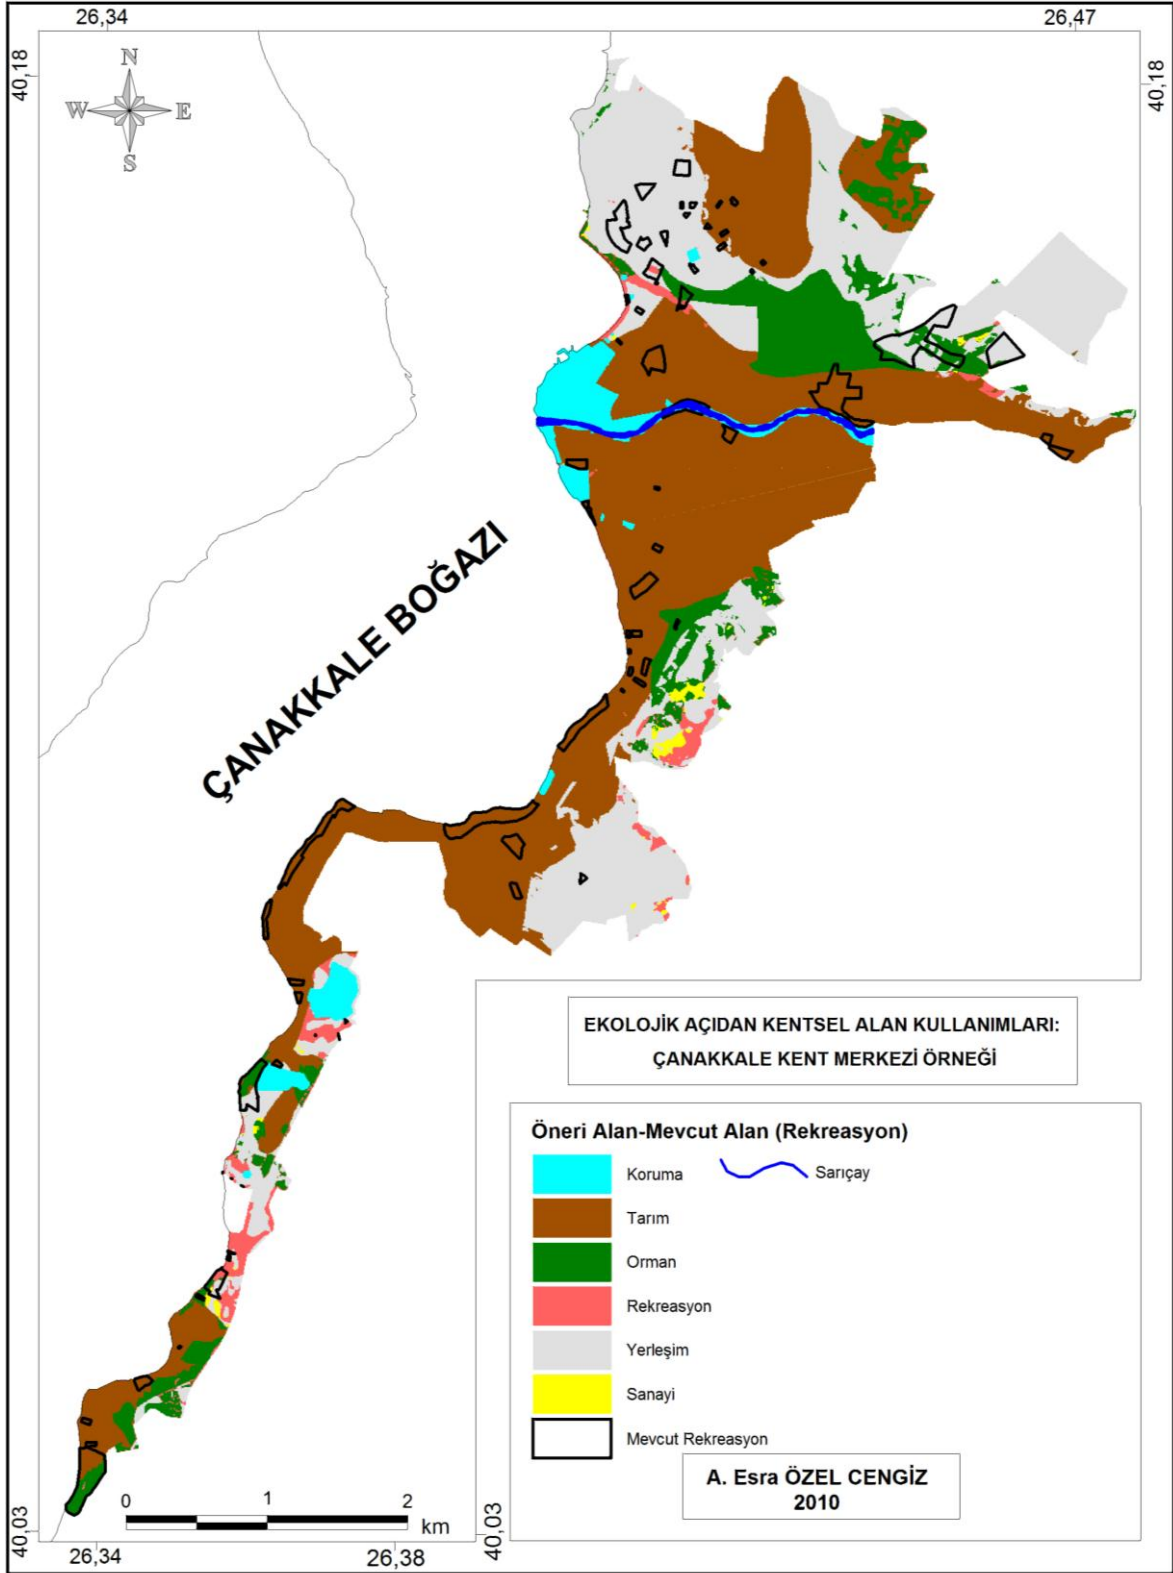 26,34
26,47
40,18
40,18
N
W
E
S
ÇANAKKALE BOĞAZI
EKOLOJİK AÇIDAN KENTSEL ALAN KULLANIMLARI:
ÇANAKKALE KENT MERKEZİ ÖRNEĞİ
Öneri Alan-Mevcut Alan (Rekreasyon)
Koruma
Sarıçay
Tarım
Orman
Rekreasyon
Yerleşim
Sanayi
Mevcut Rekreasyon
A. Esra ÖZEL CENGİZ
2010
0
1
2
km
40,03
40,03
26,34
26,38